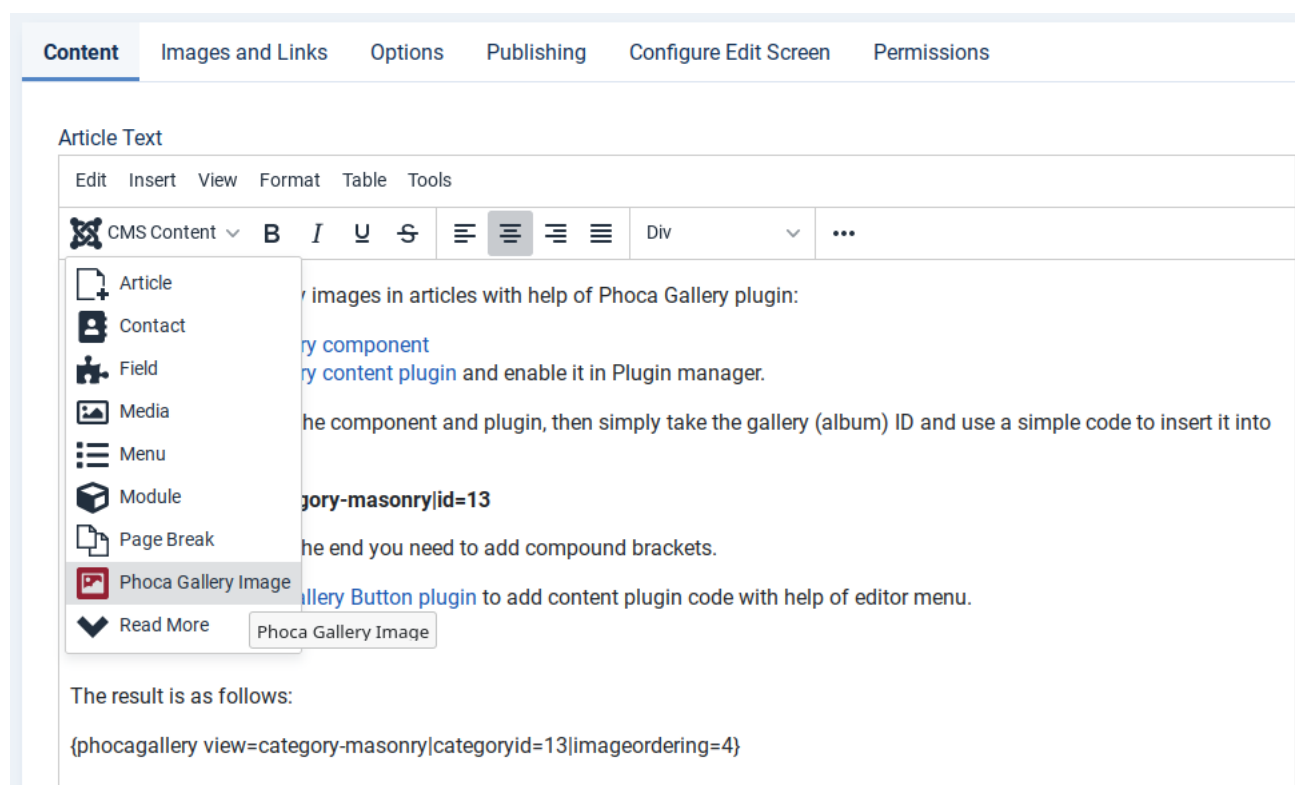 Content Images and Links Options Publishing Configure Edit Screen Permissions
Article Text
Edit Insert View Format Table Tools
CMS Content B I U S Div
Article
images in articles with help of Phoca Gallery plugin:
Contact
ry component
Field
ry content plugin and enable it in Plugin manager.
Media
he component and plugin, then simply take the gallery (album) ID and use a simple code to insert it into
Menu
Module
gory-masonry|id=13
Page Break
he end you need to add compound brackets.
Phoca Gallery Image
allery Button plugin to add content plugin code with help of editor menu.
Read More
Phoca Gallery Image
The result is as follows:
{phocagallery view=category-masonry|categoryid=13|imageordering=4}